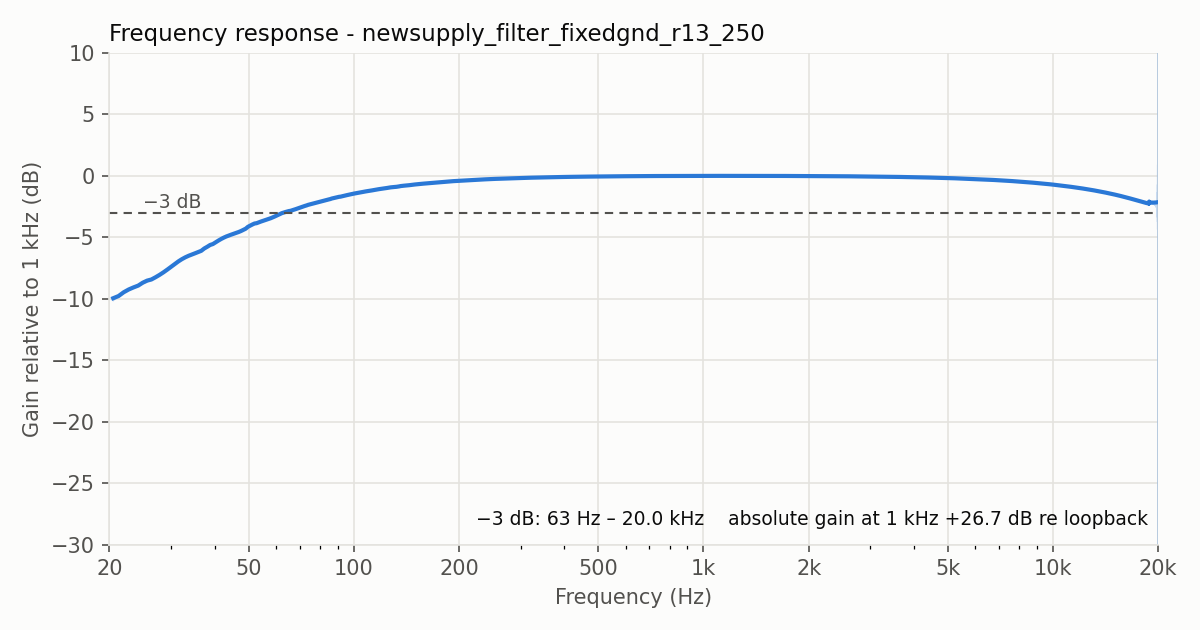 Frequency response - newsupply_filter_fixedgnd_r13_250
10
5
0
−5
−10
−15
−20
−25
−30
Gain relative to 1 kHz (dB)
−3 dB
−3 dB: 63 Hz – 20.0 kHz    absolute gain at 1 kHz +26.7 dB re loopback
20 50 100 200 500 1k 2k 5k 10k 20k
Frequency (Hz)